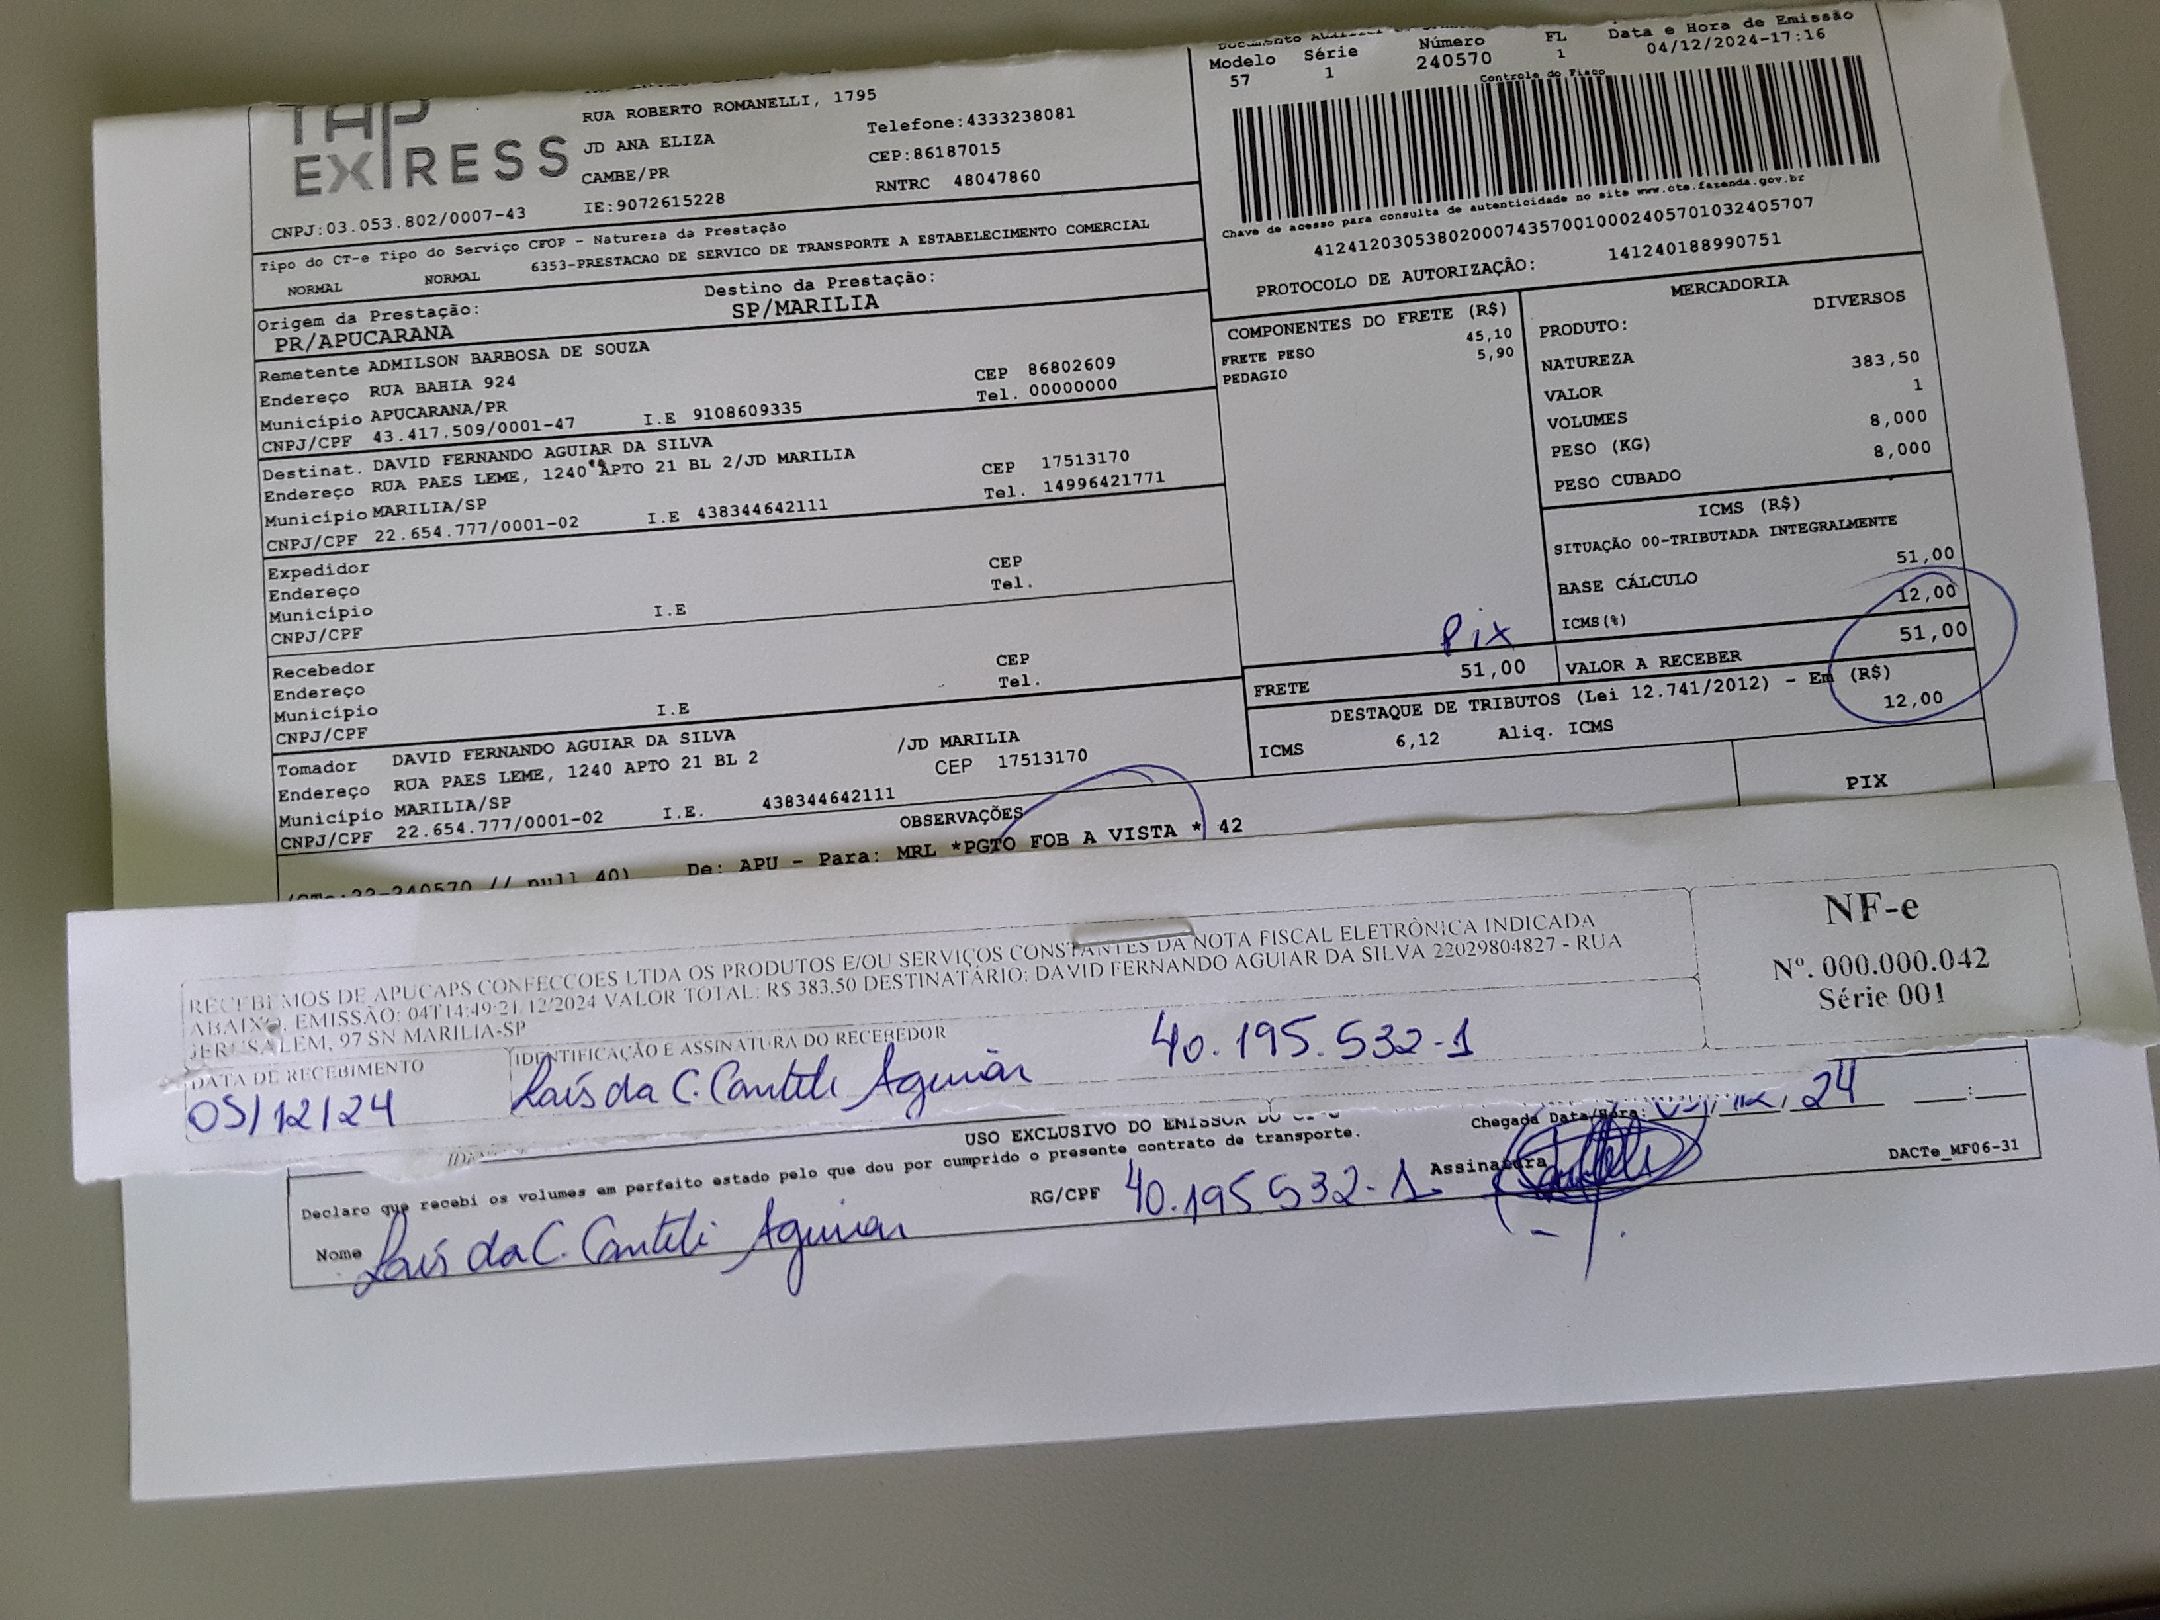 TAP
EXPRESS
RUA ROBERTO ROMANELLI, 1795
JD ANA ELIZA
Telefone:4333238081
CAMBE/PR
CEP:86187015
CNPJ:03.053.802/0007-43
IE:9072615228
RNTRC 48047860
Modelo Série Número FL Data e Hora de Emissão
57 1 240570 1 04/12/2024-17:16
Controle do Fisco
Chave de acesso para consulta de autenticidade no site www.cte.fazenda.gov.br
41241203053802000743570010002405701032405707
PROTOCOLO DE AUTORIZAÇÃO: 141240188990751
Tipo do CT-e Tipo do Serviço CFOP - Natureza da Prestação
NORMAL NORMAL 6353-PRESTACAO DE SERVICO DE TRANSPORTE A ESTABELECIMENTO COMERCIAL
Origem da Prestação: Destino da Prestação:
PR/APUCARANA SP/MARILIA
Remetente ADMILSON BARBOSA DE SOUZA
Endereço RUA BAHIA 924 CEP 86802609
Município APUCARANA/PR Tel. 00000000
CNPJ/CPF 43.417.509/0001-47 I.E 9108609335
Destinat. DAVID FERNANDO AGUIAR DA SILVA
Endereço RUA PAES LEME, 1240 APTO 21 BL 2/JD MARILIA CEP 17513170
Município MARILIA/SP Tel. 14996421771
CNPJ/CPF 22.654.777/0001-02 I.E 438344642111
Expedidor
Endereço CEP
Município Tel.
CNPJ/CPF I.E
Recebedor
Endereço CEP
Município Tel.
CNPJ/CPF I.E
Tomador DAVID FERNANDO AGUIAR DA SILVA
Endereço RUA PAES LEME, 1240 APTO 21 BL 2 /JD MARILIA
Município MARILIA/SP CEP 17513170
CNPJ/CPF 22.654.777/0001-02 I.E. 438344642111
COMPONENTES DO FRETE (R$)
FRETE PESO 45,10
PEDAGIO 5,90
MERCADORIA
PRODUTO: DIVERSOS
NATUREZA
VALOR 383,50
VOLUMES 1
PESO (KG) 8,000
PESO CUBADO 8,000
ICMS (R$)
SITUAÇÃO 00-TRIBUTADA INTEGRALMENTE
BASE CÁLCULO 51,00
ICMS(%) 12,00
Pix
FRETE 51,00 VALOR A RECEBER 51,00
DESTAQUE DE TRIBUTOS (Lei 12.741/2012) - Em (R$)
ICMS 6,12 Aliq. ICMS 12,00
OBSERVAÇÕES
PIX
De: APU - Para: MRL *PGTO FOB A VISTA * 42
RECEBEMOS DE APUCAPS CONFECCOES LTDA OS PRODUTOS E/OU SERVIÇOS CONSTANTES DA NOTA FISCAL ELETRÔNICA INDICADA
ABAIXO. EMISSÃO: 04T14:49:21/12/2024 VALOR TOTAL: R$ 383,50 DESTINATÁRIO: DAVID FERNANDO AGUIAR DA SILVA 22029804827 - RUA
JERUSALEM, 97 SN MARILIA-SP
NF-e
Nº. 000.000.042
Série 001
DATA DE RECEBIMENTO IDENTIFICAÇÃO E ASSINATURA DO RECEBEDOR
05/12/24 Laís da C. Canteli Aguiar 40.195.532-1
USO EXCLUSIVO DO EMISSOR DO
Chegada Data/Hora: 24
Declaro que recebi os volumes em perfeito estado pelo que dou por cumprido o presente contrato de transporte.
Nome Laís da C. Canteli Aguiar RG/CPF 40.195.532-1 Assinatura
DACTe_MF06-31